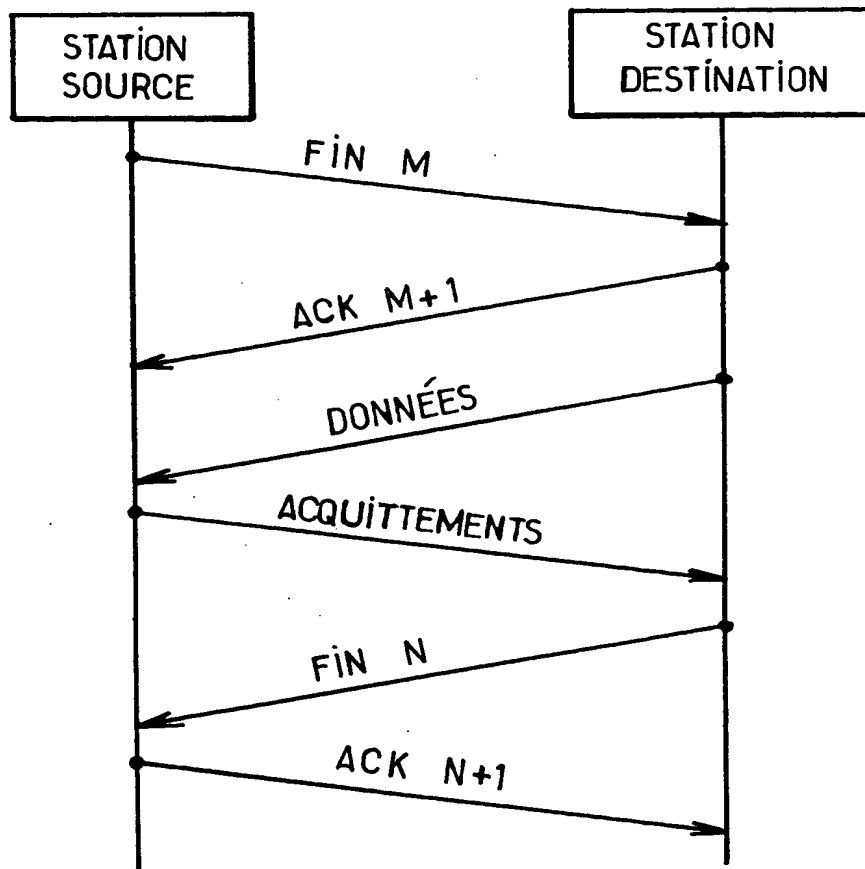 STATION
SOURCE
STATION
DESTINATION
FIN M
ACK M+1
DONNÉES
ACQUITTEMENTS
FIN N
ACK N+1